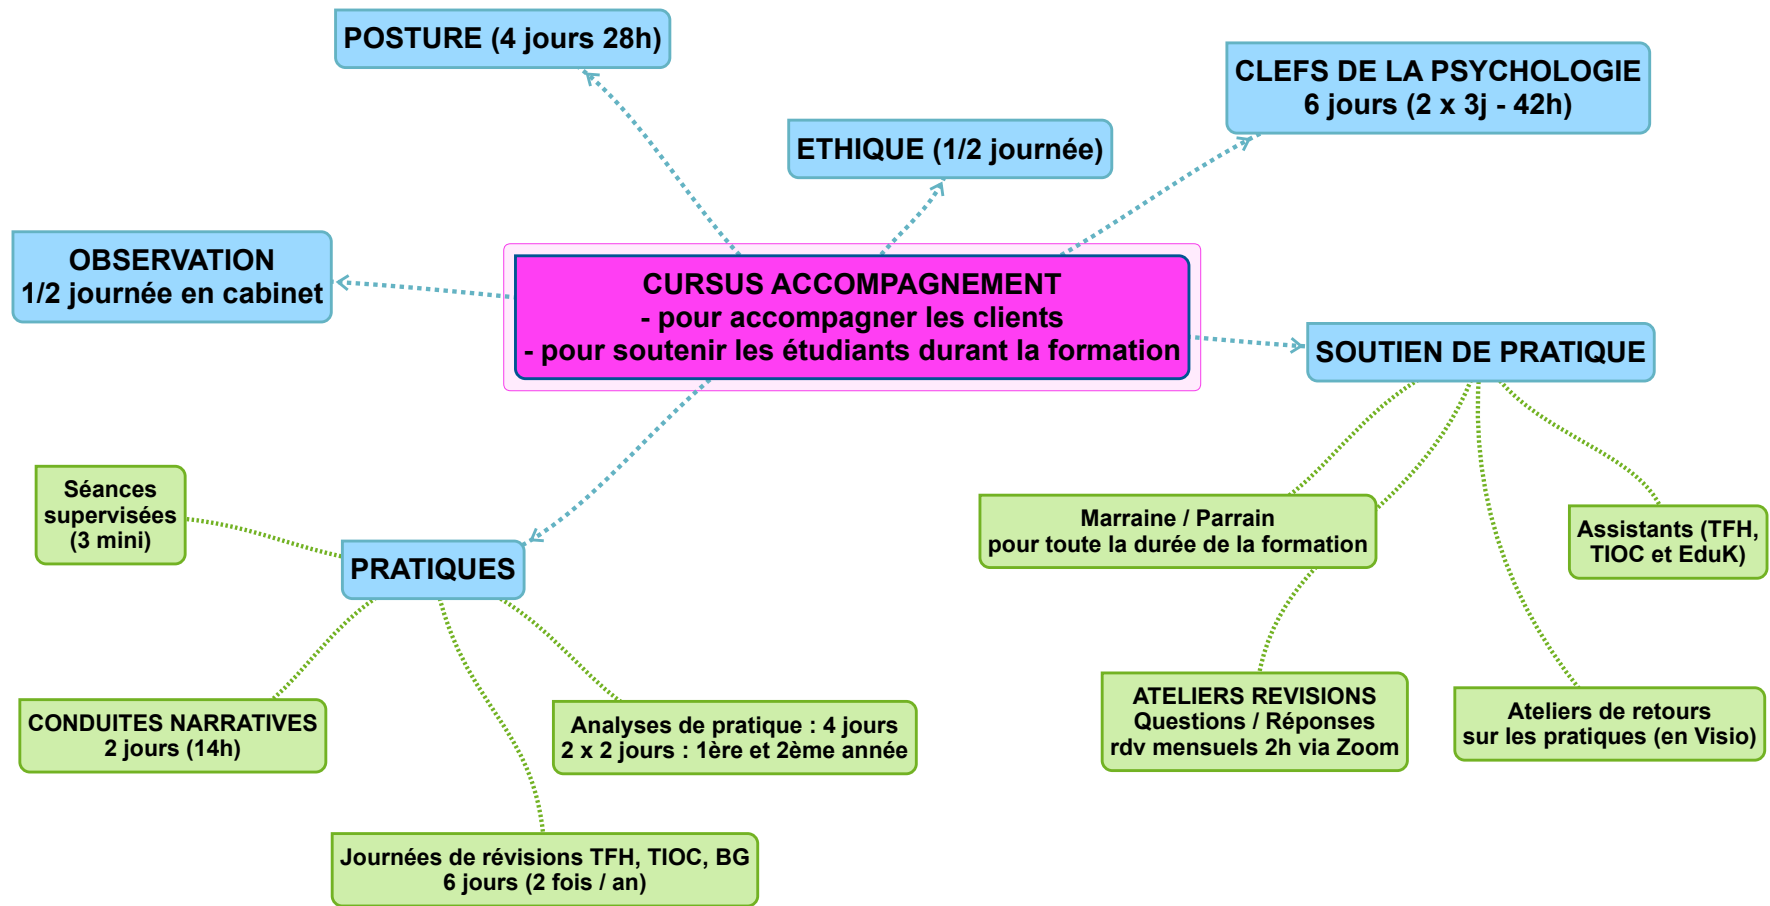 POSTURE (4 jours 28h)
CLEFS DE LA PSYCHOLOGIE
6 jours (2 x 3j - 42h)
ETHIQUE (1/2 journée)
OBSERVATION
1/2 journée en cabinet
CURSUS ACCOMPAGNEMENT
- pour accompagner les clients
- pour soutenir les étudiants durant la formation
SOUTIEN DE PRATIQUE
Séances
supervisées
(3 mini)
PRATIQUES
Marraine / Parrain
pour toute la durée de la formation
Assistants (TFH,
TIOC et EduK)
CONDUITES NARRATIVES
2 jours (14h)
Analyses de pratique : 4 jours
2 x 2 jours : 1ère et 2ème année
ATELIERS REVISIONS
Questions / Réponses
rdv mensuels 2h via Zoom
Ateliers de retours
sur les pratiques (en Visio)
Journées de révisions TFH, TIOC, BG
6 jours (2 fois / an)